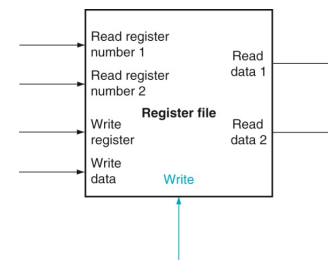 Read register
number 1
Read register
number 2
Write
register
Write
data
Register file
Read
data 1
Read
data 2
Write